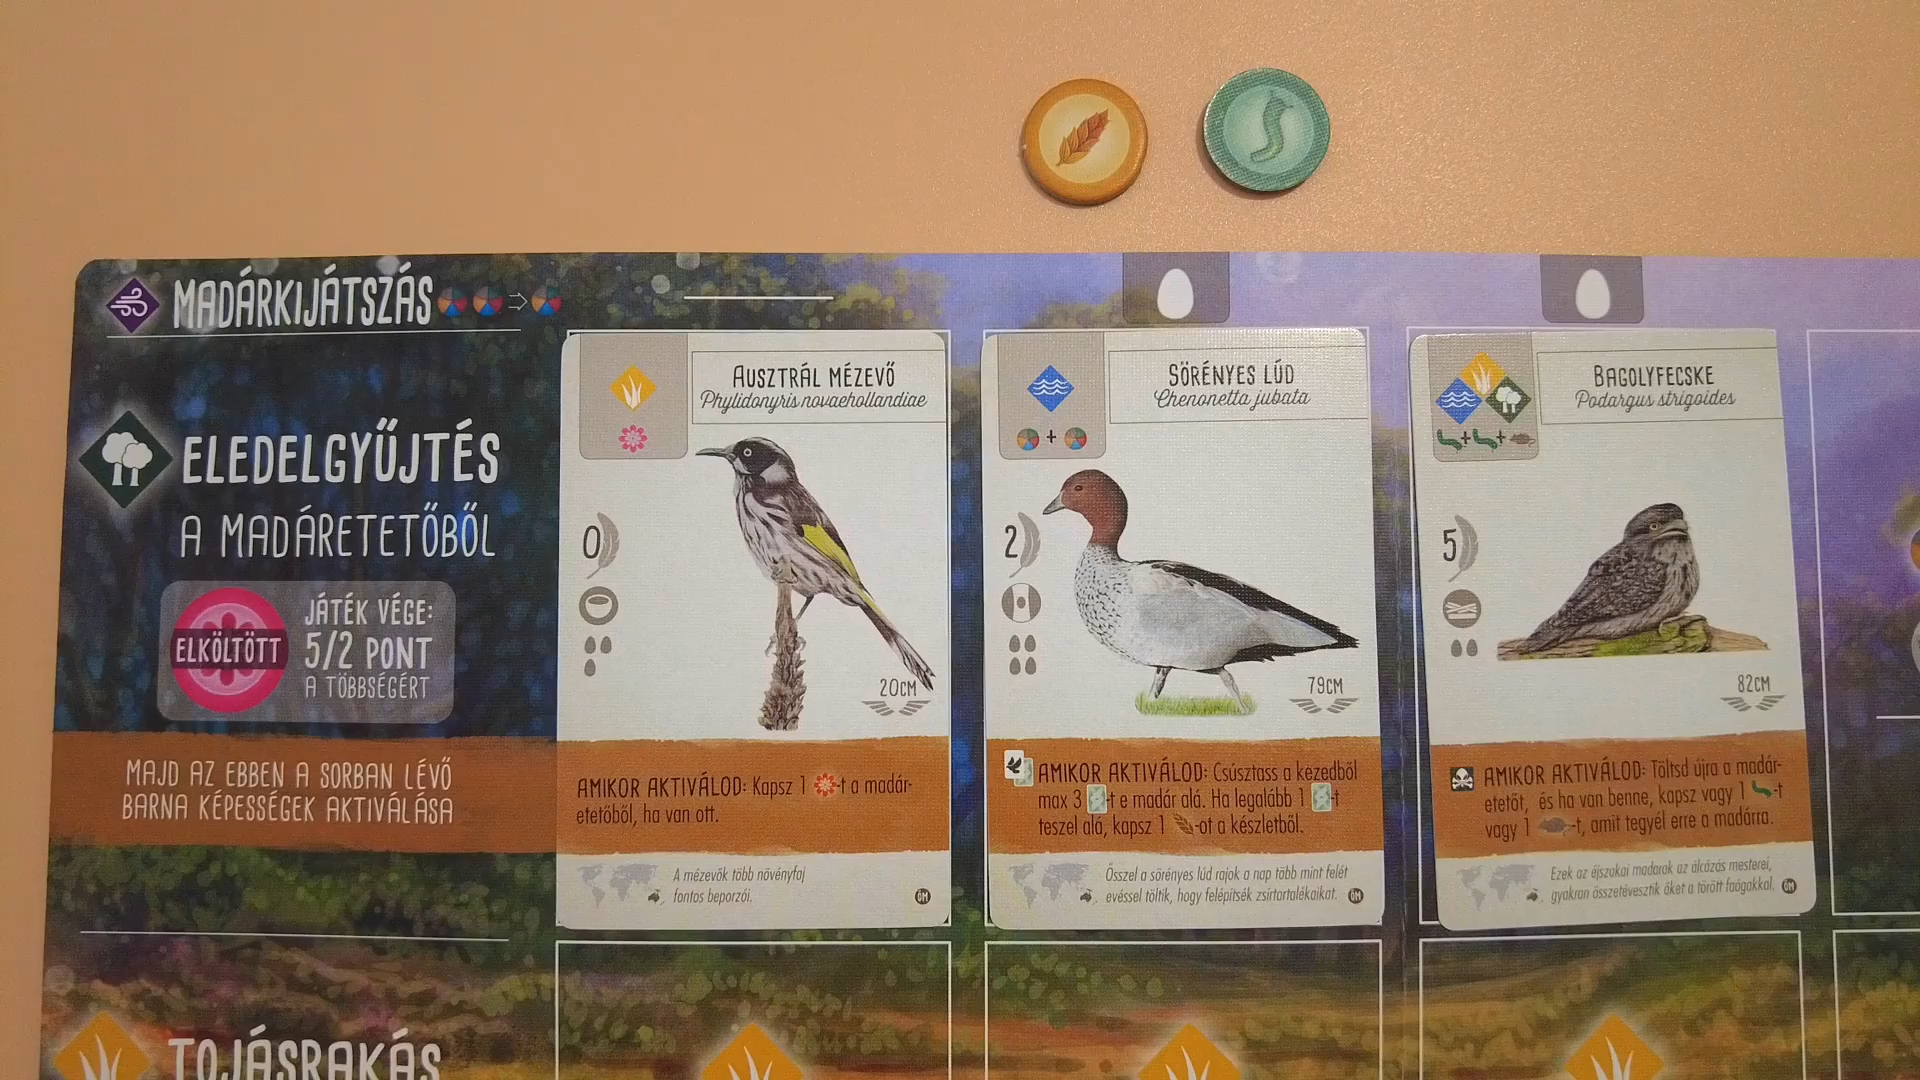 MADÁRKIJÁTSZÁS
ELEDELGYŰJTÉS
A MADÁRETETŐBŐL
ELKÖLTÖTT
JÁTÉK VÉGE:
5/2 PONT
A TÖBBSÉGÉRT
MAJD AZ EBBEN A SORBAN LÉVŐ
BARNA KÉPESSÉGEK AKTIVÁLÁSA
AUSZTRÁL MÉZEVŐ
Phylidonyris novaehollandiae
0
20CM
AMIKOR AKTIVÁLOD: Kapsz 1 -t a madár-
etetőből, ha van ott.
A mézevők több növényfaj
fontos beporzói.
ÓM
SÖRÉNYES LÚD
Chenonetta jubata
+
2
79CM
AMIKOR AKTIVÁLOD: Csúsztass a kezedből
max 3 -t e madár alá. Ha legalább 1 -t
teszel alá, kapsz 1 -ot a készletből.
Ősszel a sörényes lúd rajok a nap több mint felét
evéssel töltik, hogy felépítsék zsírtartalékaikat.
ÓM
BAGOLYFECSKE
Podargus strigoides
+ +
5
82CM
AMIKOR AKTIVÁLOD: Töltsd újra a madár-
etetőt, és ha van benne, kapsz vagy 1 -t
vagy 1 -t, amit tegyél erre a madárra.
Ezek az éjszakai madarak az álcázás mesterei,
gyakran összetévesztik őket a törött faágakkal.
ÓM
TOJÁSRAKÁS